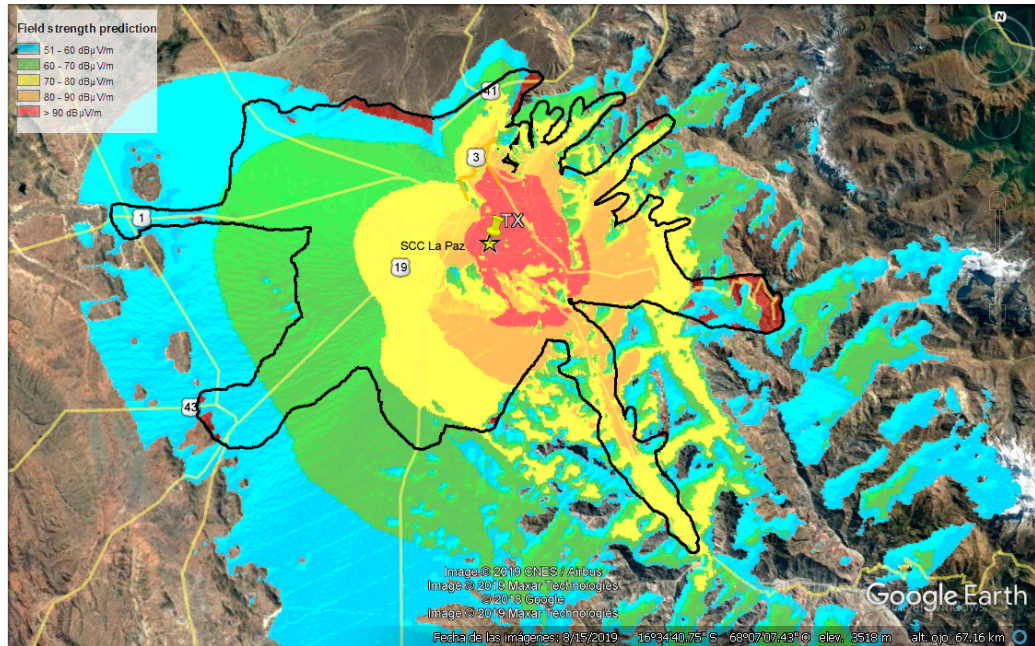 Field strength prediction
51 - 60 dBµV/m
60 - 70 dBµV/m
70 - 80 dBµV/m
80 - 90 dBµV/m
> 90 dBµV/m
N
41
3
TX
1
SCC La Paz
19
43
Image © 2019 CNES / Airbus
Image © 2019 Maxar Technologies
© 2018 Google
Image © 2019 Maxar Technologies
Google Earth
Fecha de las imágenes: 8/15/2019 16°34'40.75" S 68°07'07.43" O elev. 3518 m alt. ojo 67.16 km